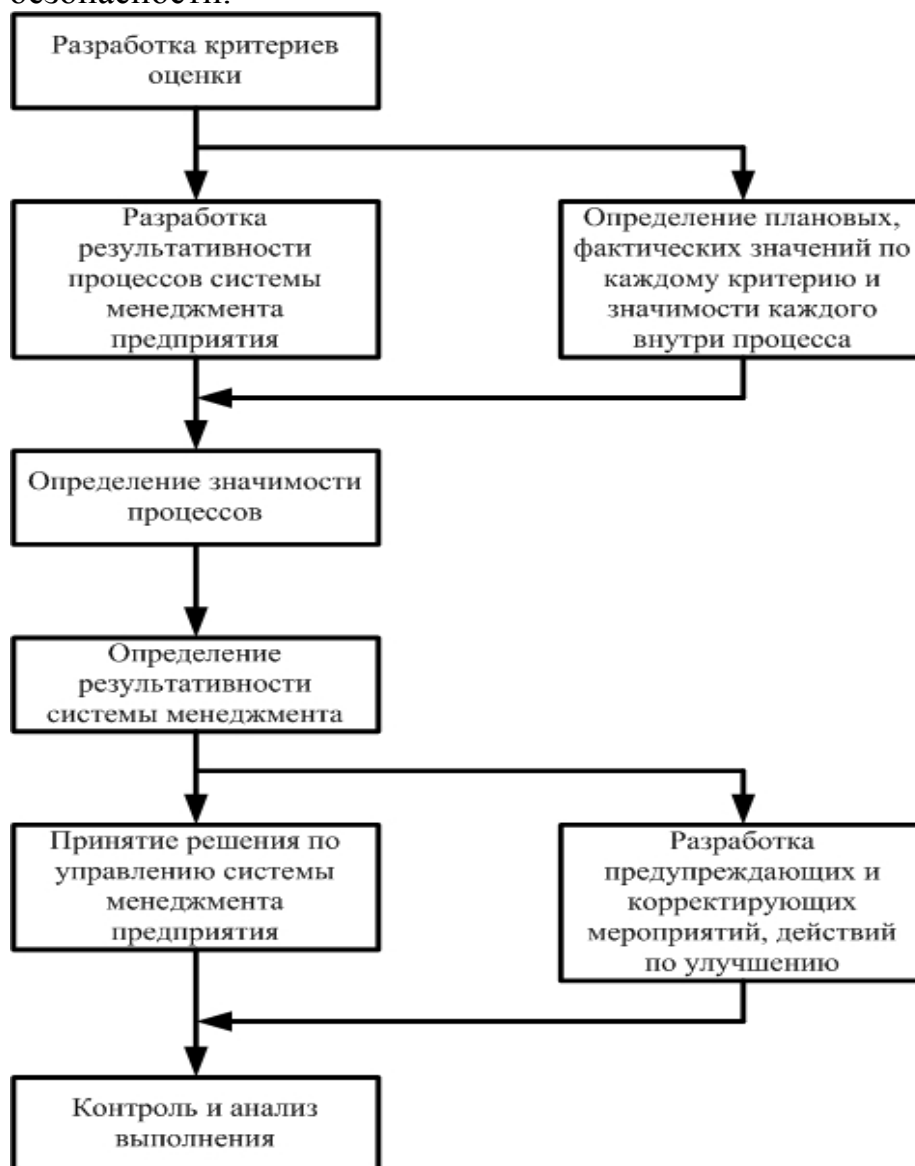 безопасности.
Разработка критериев
оценки
Разработка
результативности
процессов системы
менеджмента
предприятия
Определение плановых,
фактических значений по
каждому критерию и
значимости каждого
внутри процесса
Определение значимости
процессов
Определение
результативности
системы менеджмента
Принятие решения по
управлению системы
менеджмента
предприятия
Разработка
предупреждающих и
корректирующих
мероприятий, действий
по улучшению
Контроль и анализ
выполнения